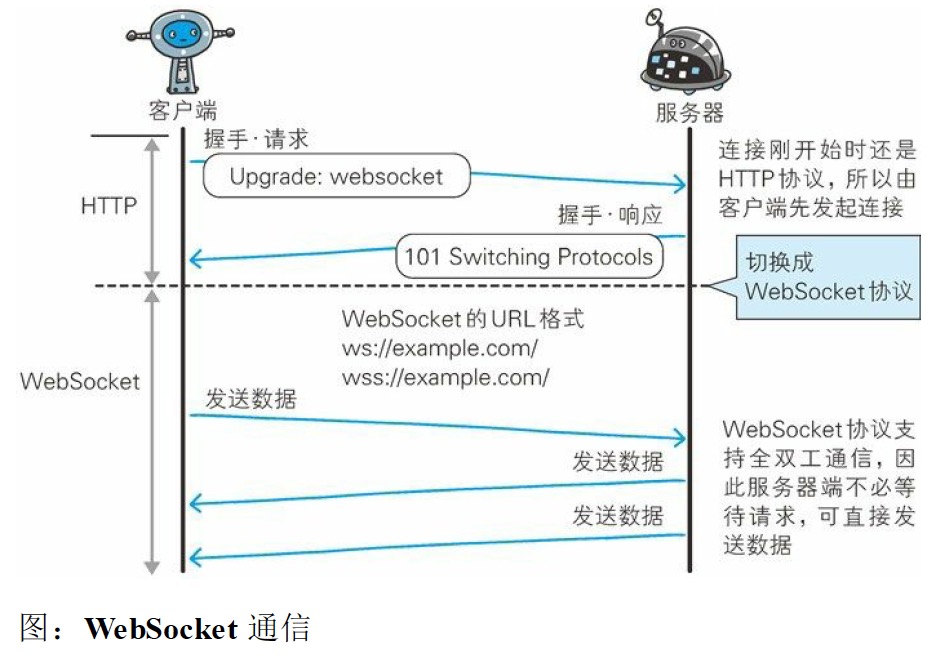 客户端
服务器
握手·请求
Upgrade: websocket
连接刚开始时还是
HTTP协议，所以由
客户端先发起连接
HTTP
握手·响应
101 Switching Protocols
切换成
WebSocket协议
WebSocket的URL格式
ws://example.com/
wss://example.com/
WebSocket
发送数据
WebSocket协议支
持全双工通信，因
此服务器端不必等
待请求，可直接发
送数据
发送数据
发送数据
图：WebSocket 通信